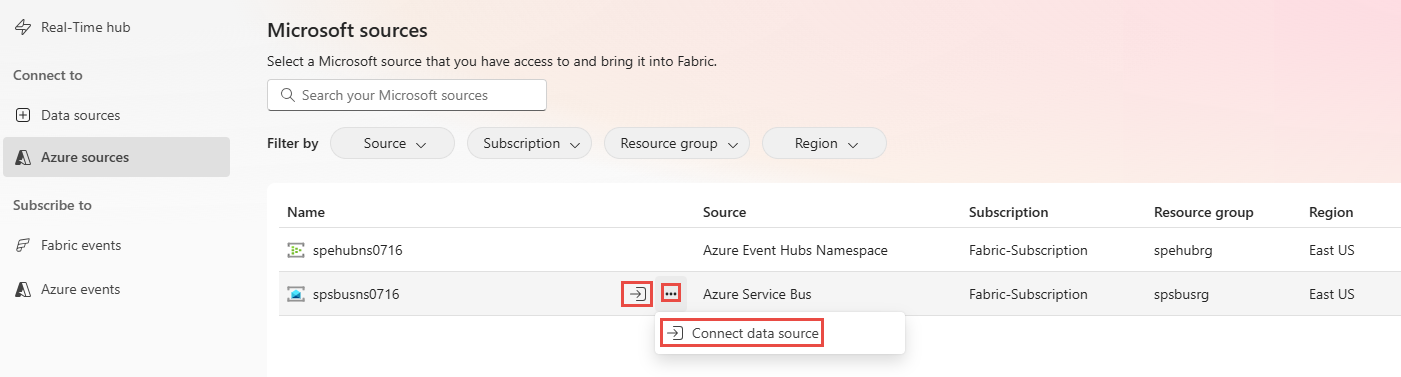 Real-Time hub
Connect to
Data sources
Azure sources
Subscribe to
Fabric events
Azure events
Microsoft sources
Select a Microsoft source that you have access to and bring it into Fabric.
Search your Microsoft sources
Filter by Source Subscription Resource group Region
Name Source Subscription Resource group Region
spehubns0716 Azure Event Hubs Namespace Fabric-Subscription spehubrg East US
spsbusns0716 ... Azure Service Bus Fabric-Subscription spsbusrg East US
Connect data source